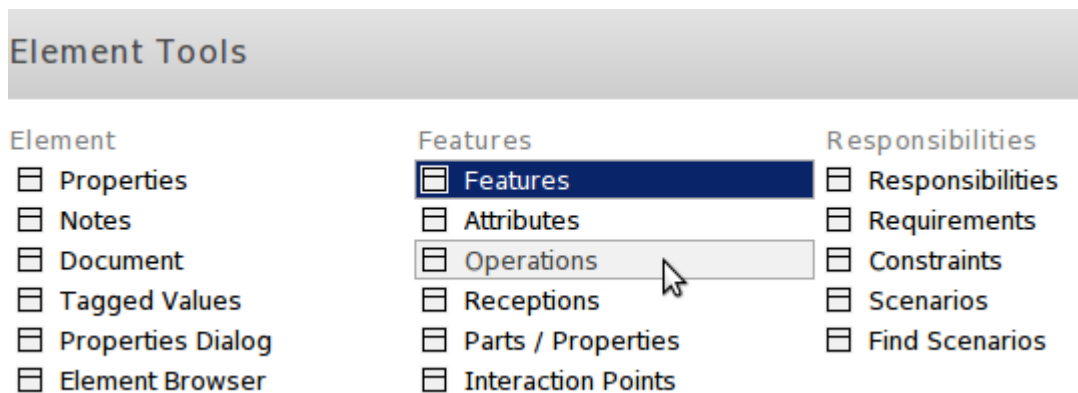 Element Tools
Element
Properties
Notes
Document
Tagged Values
Properties Dialog
Element Browser
Features
Features
Attributes
Operations
Receptions
Parts / Properties
Interaction Points
Responsibilities
Responsibilities
Requirements
Constraints
Scenarios
Find Scenarios